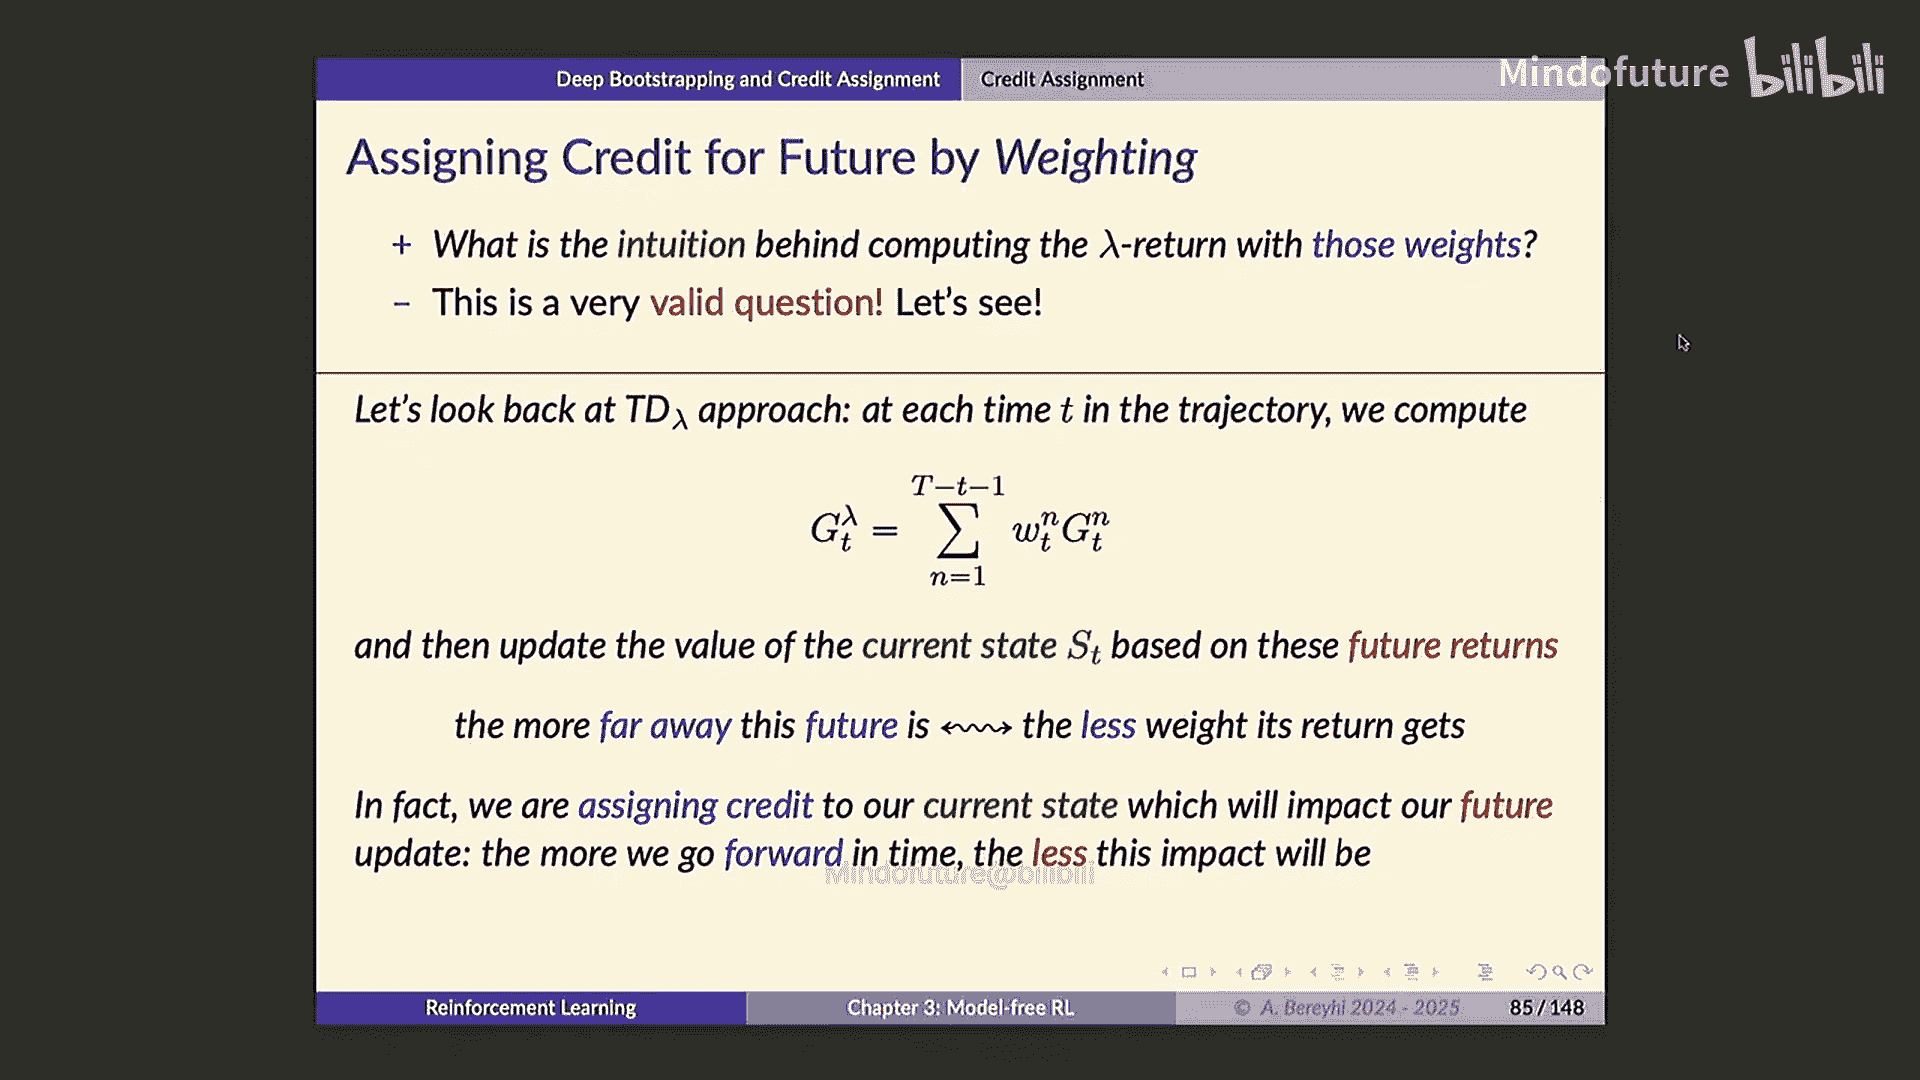 Mindofuture bilibili
Deep Bootstrapping and Credit Assignment
Credit Assignment
Assigning Credit for Future by Weighting
+ What is the intuition behind computing the λ-return with those weights?
– This is a very valid question! Let's see!
Let's look back at TD_λ approach: at each time t in the trajectory, we compute
G_t^λ = \sum_{n=1}^{T-t-1} w_t^n G_t^n
and then update the value of the current state S_t based on these future returns
the more far away this future is ↭ the less weight its return gets
In fact, we are assigning credit to our current state which will impact our future
update: the more we go forward in time, the less this impact will be
Mindofuture@bilibili
Reinforcement Learning
Chapter 3: Model-free RL
© A. Bereyhi 2024 - 2025
85 / 148